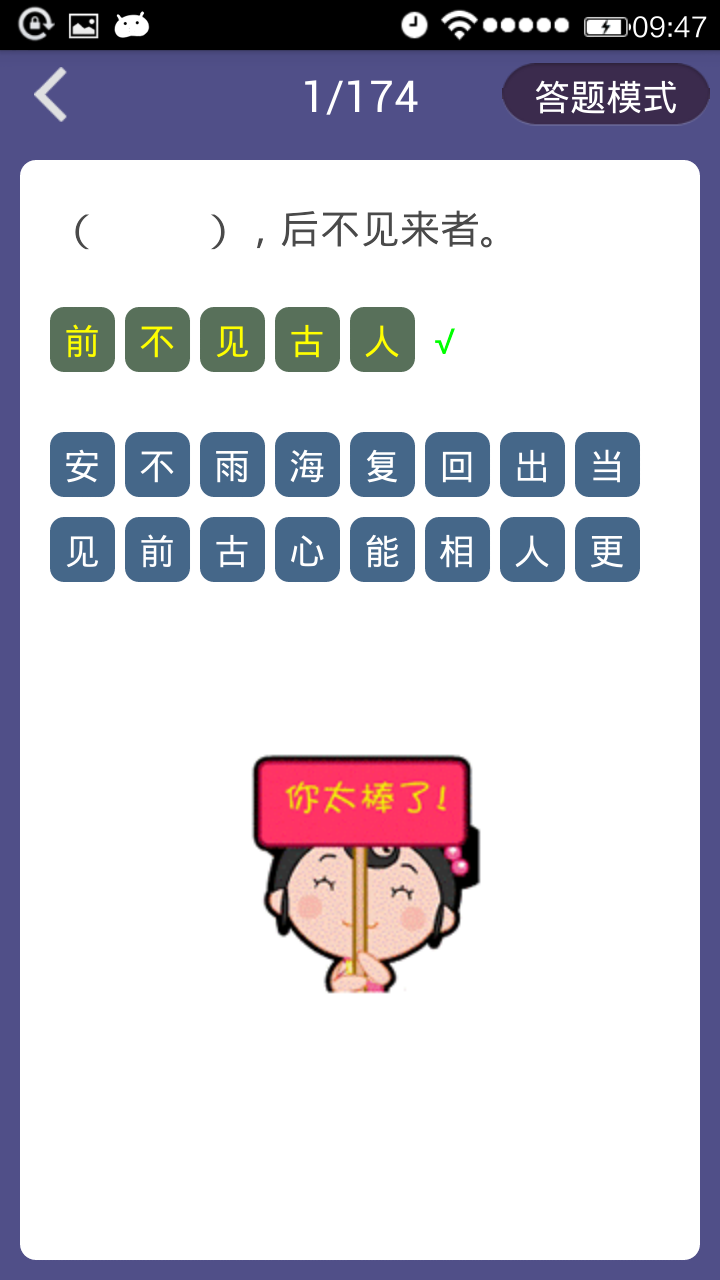 09:47
1/174 答题模式
（　　　），后不见来者。
前不见古人 √
安不雨海复回出当
见前古心能相人更
你太棒了!